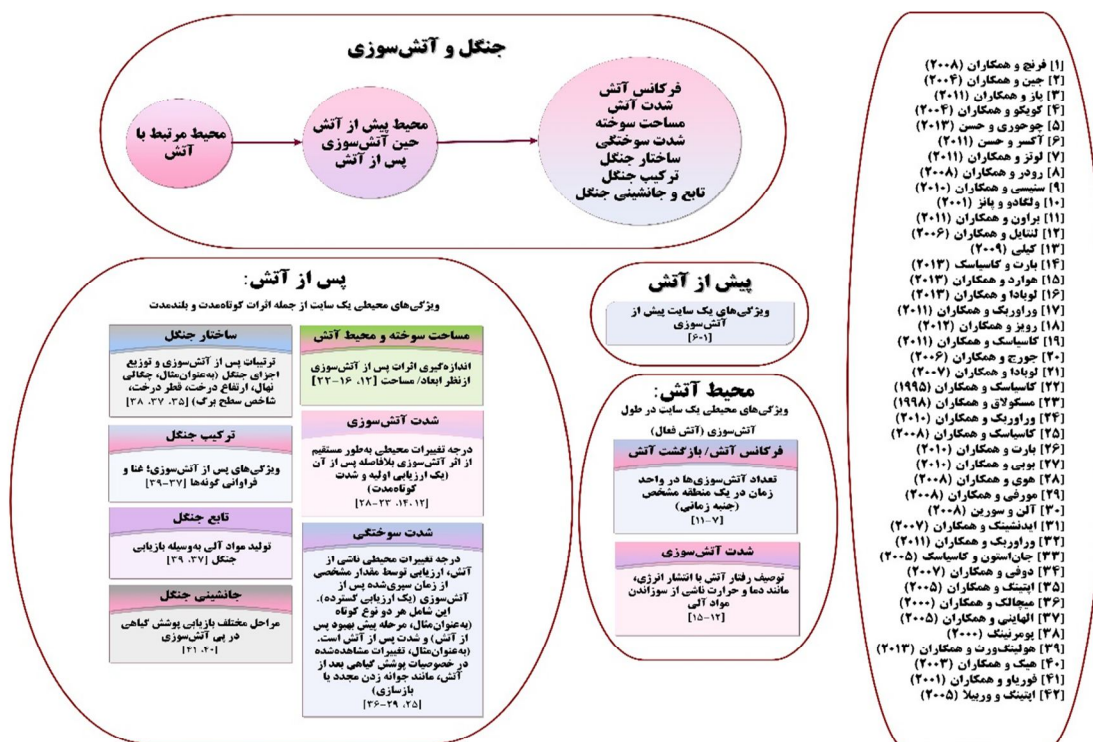 جنگل و آتش‌سوزی
محیط مرتبط با
آتش
محیط پیش از آتش
حین آتش‌سوزی
پس از آتش
فرکانس آتش
شدت آتش
مساحت سوخته
شدت سوختگی
ساختار جنگل
ترکیب جنگل
تابع و جانشینی جنگل
[۱] فرنچ و همکاران (۲۰۰۸)
[۲] جین و همکاران (۲۰۰۴)
[۳] باز و همکاران (۲۰۱۱)
[۴] کویکو و همکاران (۲۰۰۴)
[۵] چوجوری و حسن (۲۰۱۳)
[۶] آکسر و حسن (۲۰۱۱)
[۷] لوتز و همکاران (۲۰۱۱)
[۸] رودر و همکاران (۲۰۰۸)
[۹] سنیسی و همکاران (۲۰۱۰)
[۱۰] ولگادو و پانز (۲۰۰۱)
[۱۱] براون و همکاران (۲۰۱۱)
[۱۲] لنتایل و همکاران (۲۰۰۶)
[۱۳] کیلی (۲۰۰۹)
[۱۴] بارت و کاسیاسک (۲۰۱۳)
[۱۵] هوارد و همکاران (۲۰۱۳)
[۱۶] لوبادا و همکاران (۲۰۱۳)
[۱۷] وراوربک و همکاران (۲۰۱۱)
[۱۸] رویز و همکاران (۲۰۱۲)
[۱۹] کاسیاسک و همکاران (۲۰۱۱)
[۲۰] جورج و همکاران (۲۰۰۶)
[۲۱] لوبادا و همکاران (۲۰۰۷)
[۲۲] کاسیاسک و همکاران (۱۹۹۵)
[۲۳] مسکولاق و همکاران (۱۹۹۸)
[۲۴] وراوربک و همکاران (۲۰۱۰)
[۲۵] کاسیاسک و همکاران (۲۰۰۸)
[۲۶] بارت و همکاران (۲۰۱۰)
[۲۷] بوبی و همکاران (۲۰۱۰)
[۲۸] هوی و همکاران (۲۰۰۸)
[۲۹] مورفی و همکاران (۲۰۰۸)
[۳۰] آلن و سورین (۲۰۰۸)
[۳۱] ایدنشینک و همکاران (۲۰۰۷)
[۳۲] وراوربک و همکاران (۲۰۱۱)
[۳۳] جان‌استون و کاسیاسک (۲۰۰۵)
[۳۴] دوفی و همکاران (۲۰۰۷)
[۳۵] اپتینگ و همکاران (۲۰۰۵)
[۳۶] میچالک و همکاران (۲۰۰۰)
[۳۷] الهاینی و همکاران (۲۰۰۵)
[۳۸] پومرنینگ (۲۰۰۰)
[۳۹] هولینگ‌ورث و همکاران (۲۰۱۳)
[۴۰] هیک و همکاران (۲۰۰۳)
[۴۱] فوریاو و همکاران (۲۰۰۱)
[۴۲] اپتینگ و وربیلا (۲۰۰۵)
پیش از آتش
ویژگی‌های یک سایت پیش از
آتش‌سوزی
[۶-۱]
محیط آتش:
ویژگی‌های محیطی یک سایت در طول
آتش‌سوزی (آتش فعال)
فرکانس آتش/ بازگشت آتش
تعداد آتش‌سوزی‌ها در واحد
زمان در یک منطقه مشخص
(جنبه زمانی)
[۱۱-۷]
شدت آتش‌سوزی
توصیف رفتار آتش با انتشار انرژی،
مانند دما و حرارت ناشی از سوزاندن
مواد آلی
[۱۵-۱۲]
پس از آتش:
ویژگی‌های محیطی یک سایت از جمله اثرات کوتاه‌مدت و بلندمدت
مساحت سوخته و محیط آتش
اندازه‌گیری اثرات پس از آتش‌سوزی
ازنظر ابعاد/ مساحت [۱۲، ۱۶-۲۲]
شدت آتش‌سوزی
درجه تغییرات محیطی به‌طور مستقیم
از اثر آتش‌سوزی بلافاصله پس از آن
(یک ارزیابی اولیه و شدت
کوتاه‌مدت)
[۱۲، ۱۴، ۲۳-۲۸]
شدت سوختگی
درجه تغییرات محیطی ناشی از
آتش، ارزیابی توسط مقدار مشخصی
از زمان سپری‌شده پس از
آتش‌سوزی (یک ارزیابی گسترده).
این شامل هر دو نوع کوتاه
(به‌عنوان‌مثال، مرحله پیش بهبود پس
از آتش) و شدت پس از آتش است.
(به‌عنوان‌مثال، تغییرات مشاهده‌شده
در خصوصیات پوشش گیاهی بعد از
آتش، مانند جوانه زدن مجدد یا
بازسازی)
[۲۵، ۲۹-۳۶]
ساختار جنگل
ترتیبات پس از آتش‌سوزی و توزیع
اجزای جنگل (به‌عنوان‌مثال، چگالی
نهال، ارتفاع درخت، قطر درخت،
شاخص سطح برگ) [۳۵، ۳۷، ۳۸]
ترکیب جنگل
ویژگی‌های پس از آتش‌سوزی؛ غنا و
فراوانی گونه‌ها [۳۷-۳۹]
تابع جنگل
تولید مواد آلی به‌وسیله بازیابی
جنگل [۳۷، ۳۹]
جانشینی جنگل
مراحل مختلف بازیابی پوشش گیاهی
در پی آتش‌سوزی
[۴۰، ۴۱]